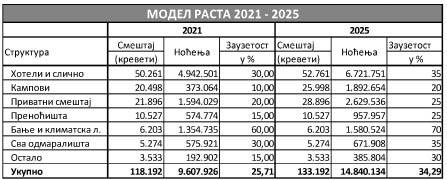 МОДЕЛ РАСТА 2021 - 2025
2021 2025
Структура Смештај (кревети) Ноћења Заузетост у % Смештај (кревети) Ноћења Заузетост у %
Хотели и слично 50.261 4.942.501 30,00 52.761 6.721.751 35
Кампови 20.498 373.064 10,00 25.998 1.892.654 20
Приватни смештај 21.896 1.594.029 20,00 28.896 2.629.536 25
Преноћишта 10.527 574.774 15,00 10.527 957.957 25
Бање и климатска л. 6.203 1.354.735 60,00 6.203 1.580.524 70
Сва одмаралишта 5.274 575.921 30,00 5.274 671.908 35
Остало 3.533 192.902 15,00 3.533 385.804 30
Укупно 118.192 9.607.926 25,71 133.192 14.840.134 34,29